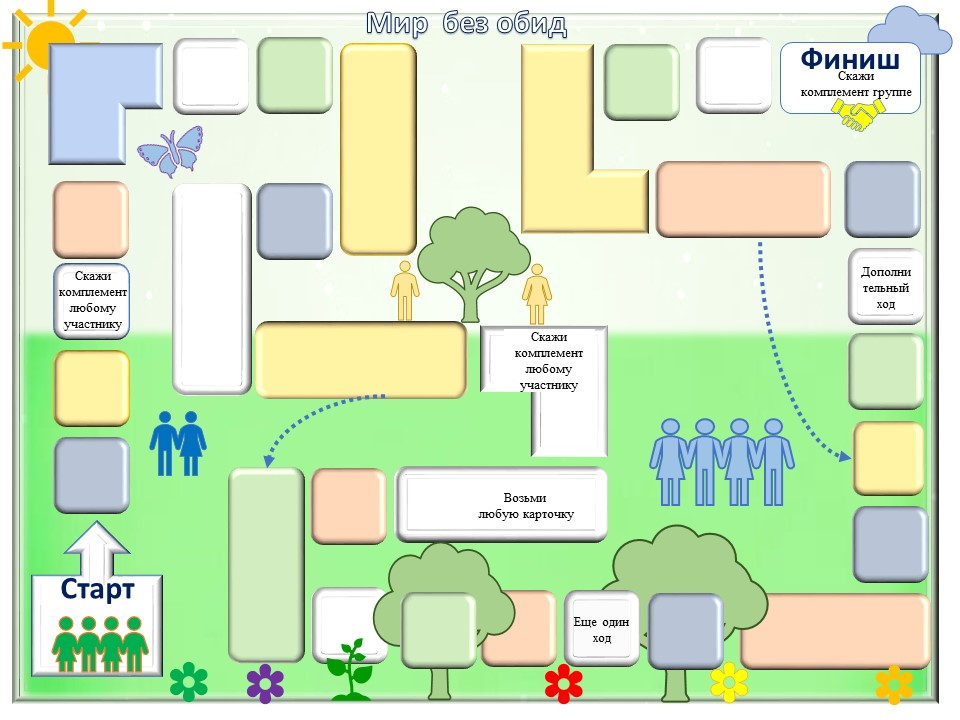 Мир без обид
Финиш
Скажи
комплемент группе
Скажи
комплемент
любому
участнику
Дополни
тельный
ход
Скажи
комплемент
любому
участнику
Возьми
любую карточку
Старт
Еще один
ход